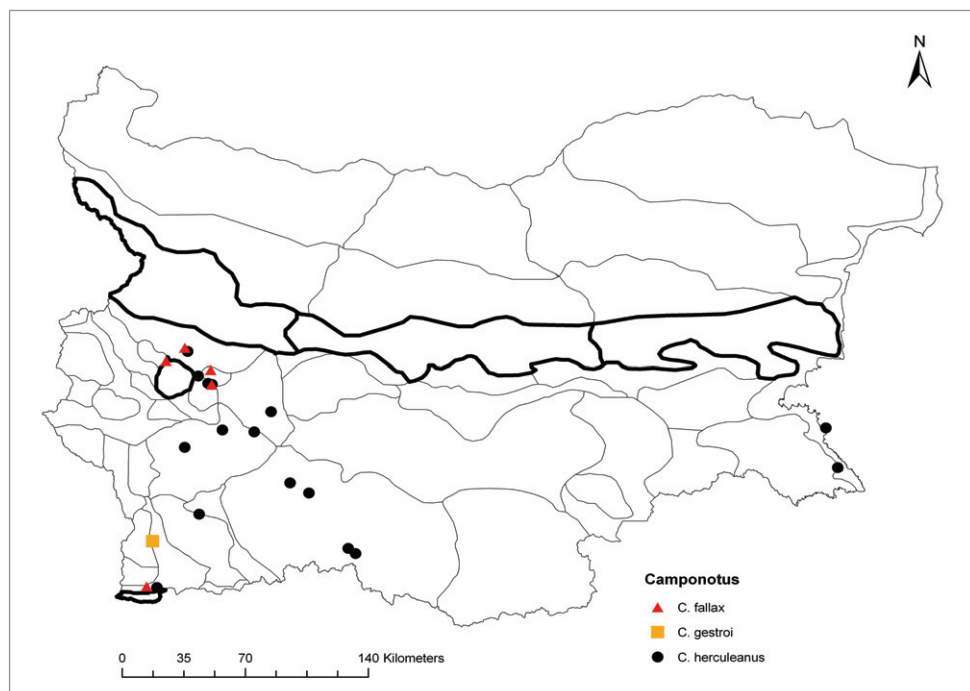 N
Camponotus
C. fallax
C. gestroi
C. herculeanus
0 35 70 140 Kilometers